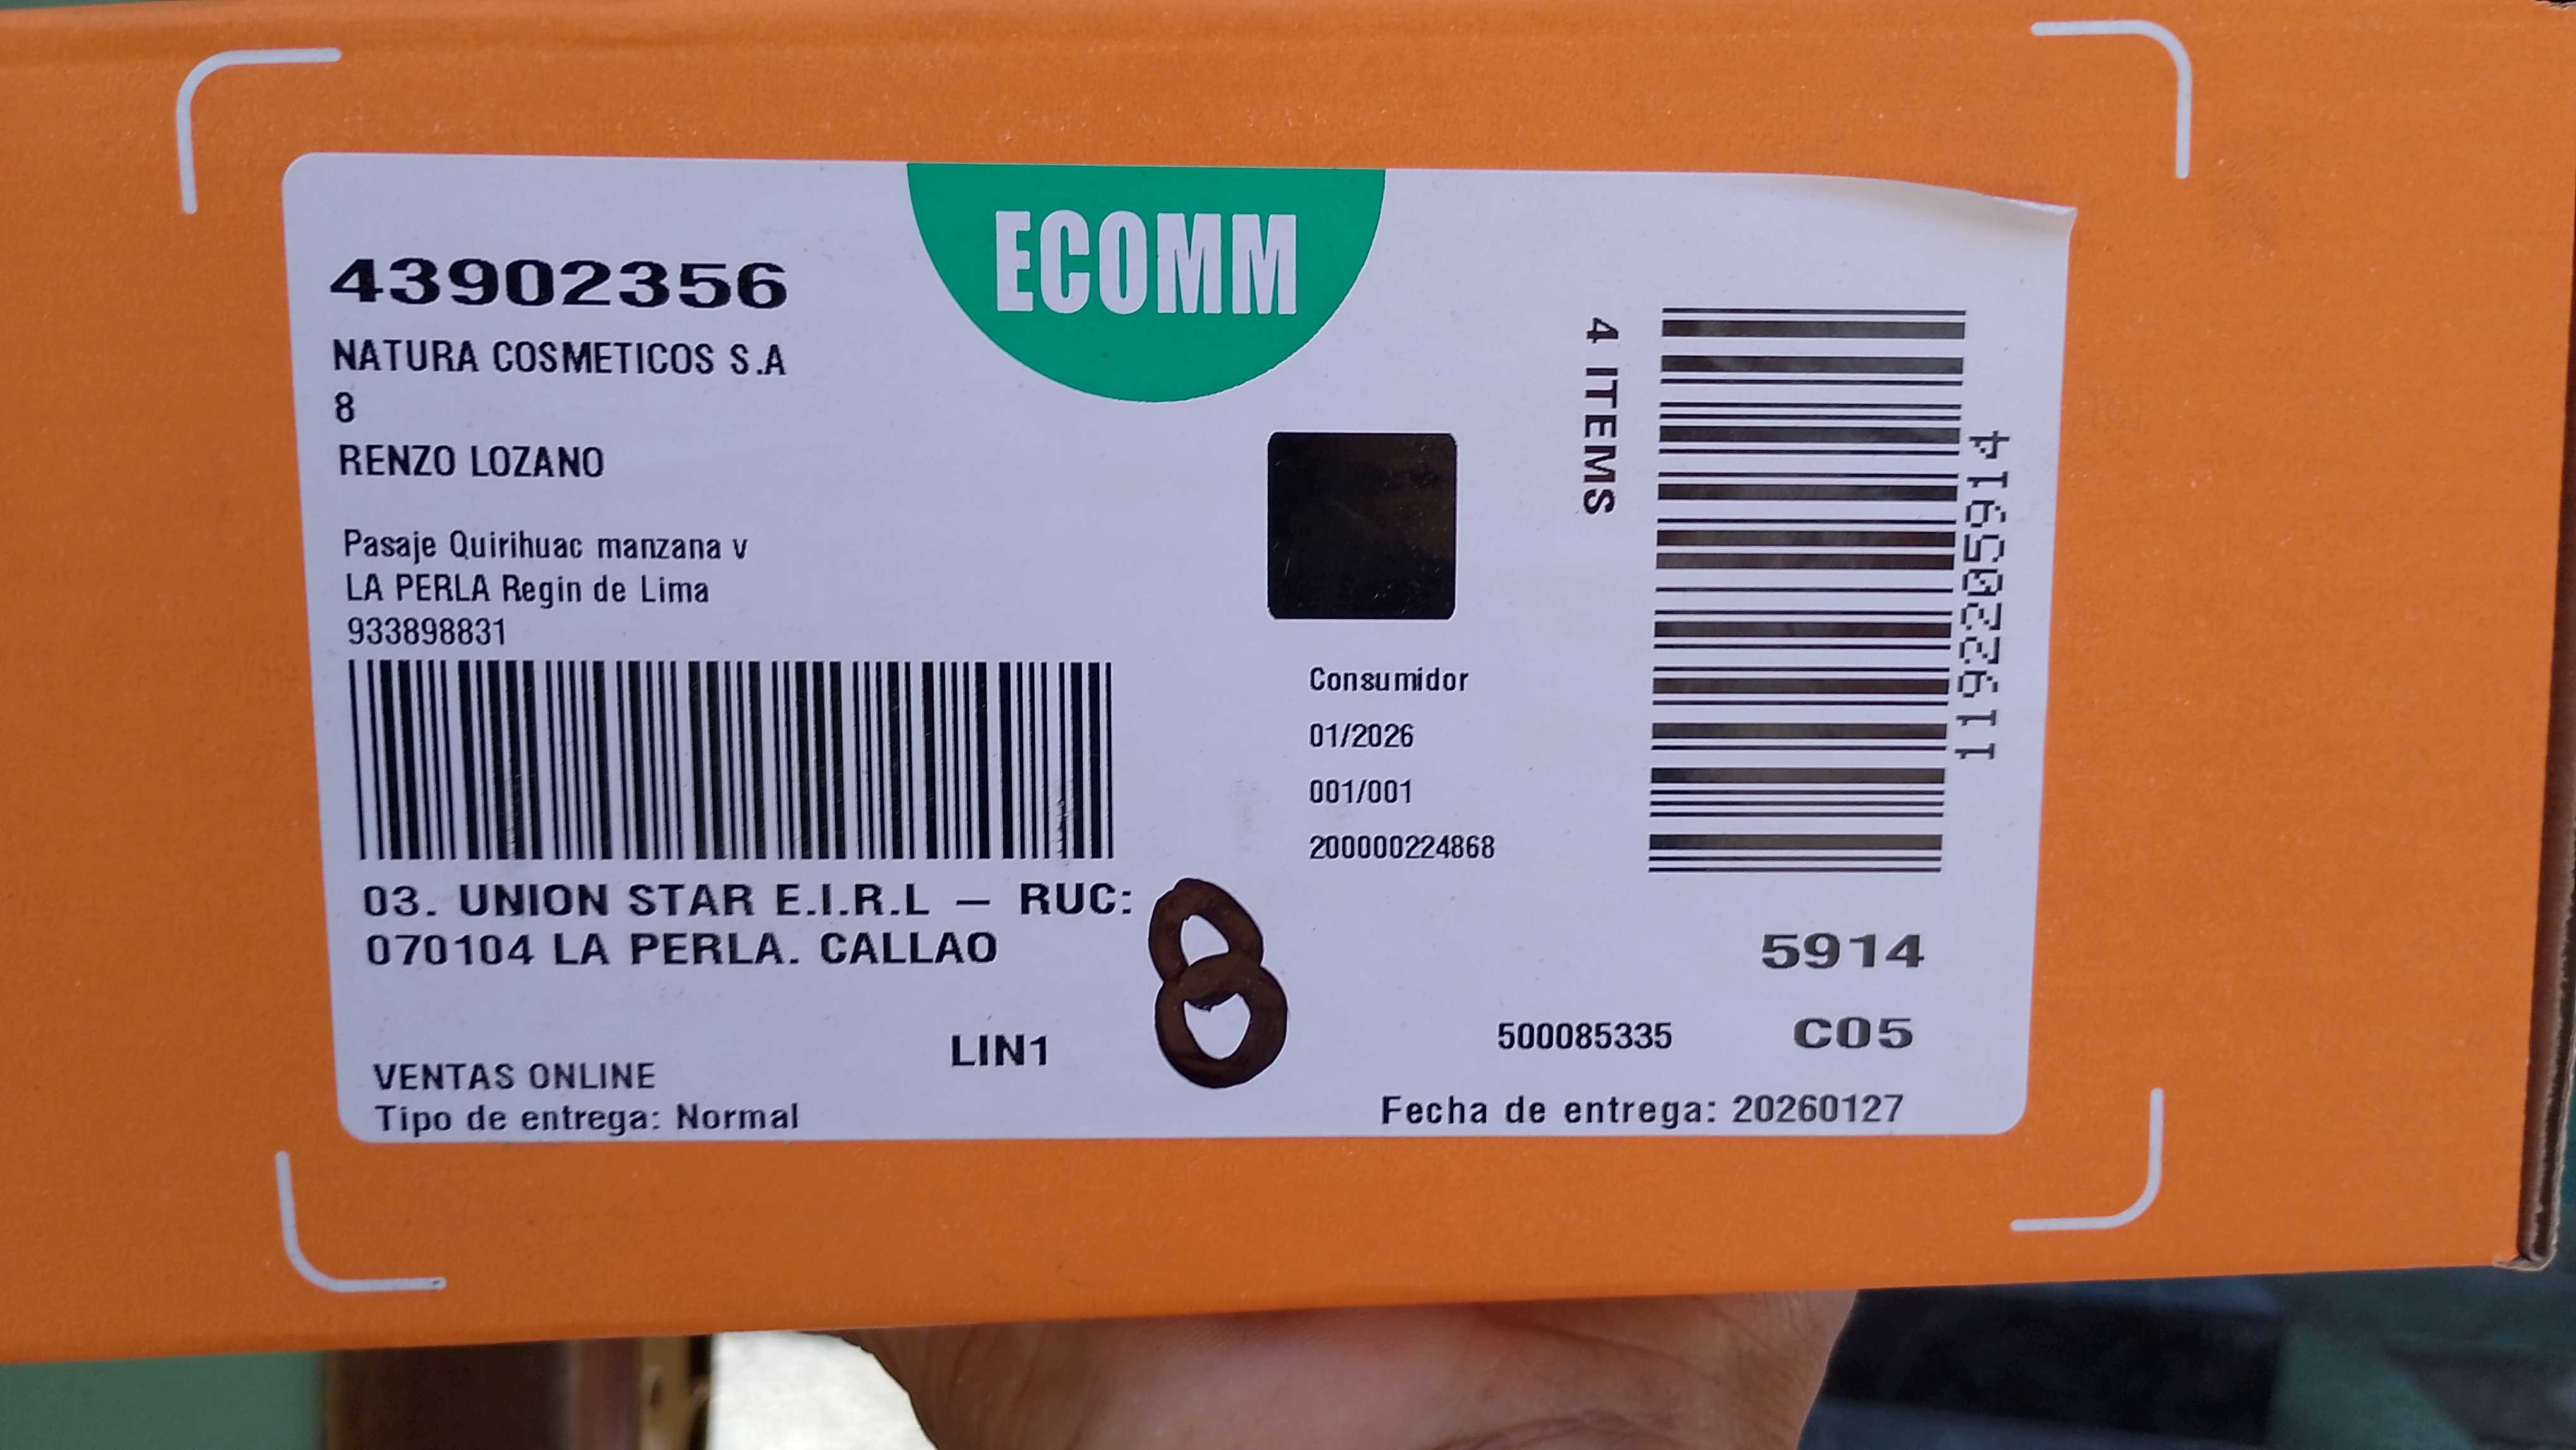 ECOMM
43902356
NATURA COSMETICOS S.A
8
RENZO LOZANO
Pasaje Quirihuac manzana v
LA PERLA Regin de Lima
933898831
4 ITEMS
1192205914
Consumidor
01/2026
001/001
200000224868
03. UNION STAR E.I.R.L – RUC:
070104 LA PERLA. CALLAO
8
5914
LIN1
500085335 C05
VENTAS ONLINE
Tipo de entrega: Normal
Fecha de entrega: 20260127